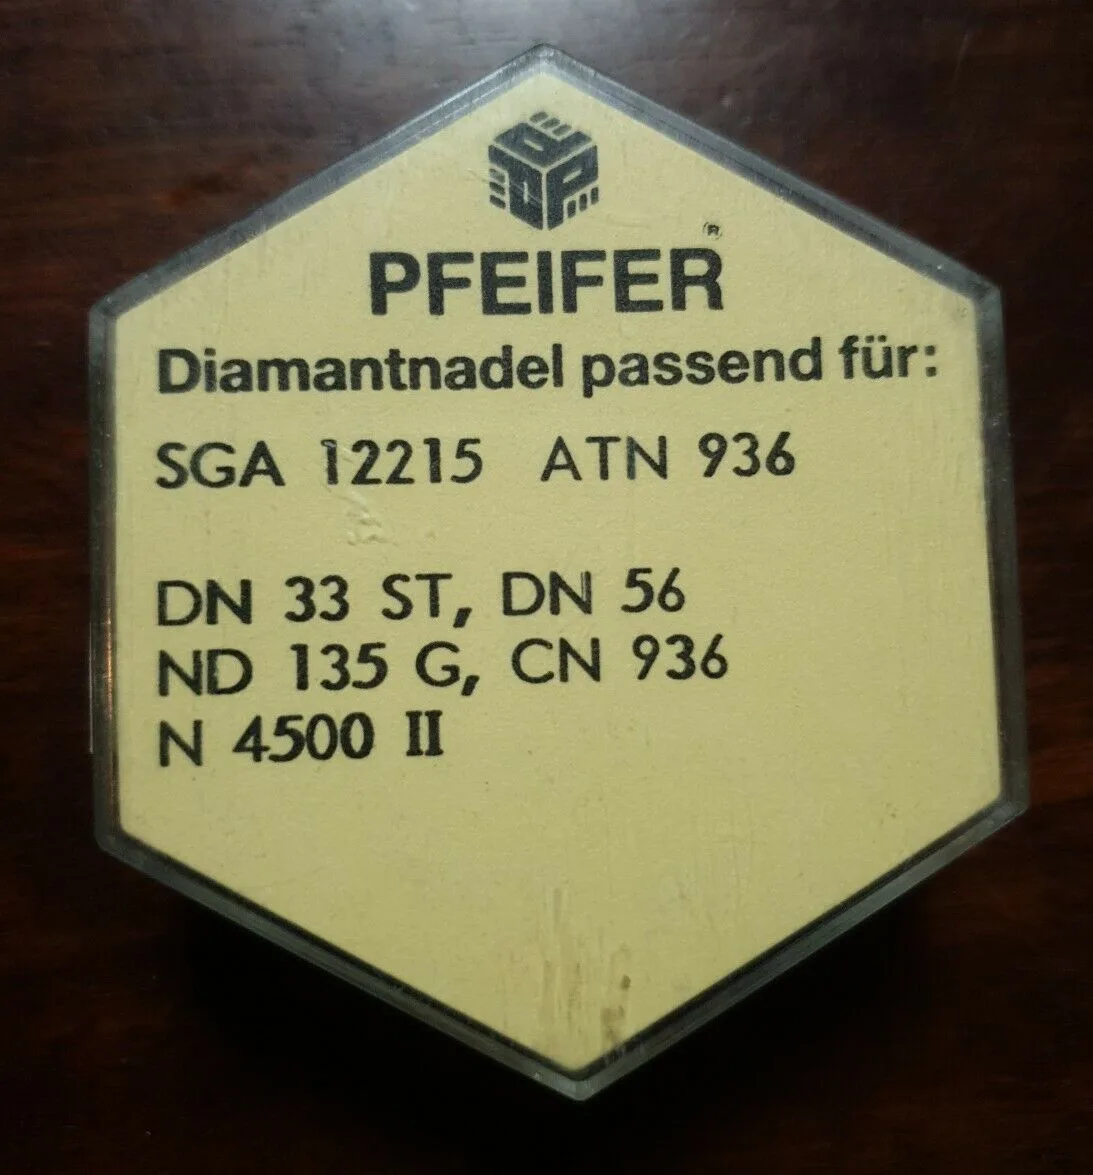 PFEIFER®
Diamantnadel passend für:
SGA 12215 ATN 936
DN 33 ST, DN 56
ND 135 G, CN 936
N 4500 II